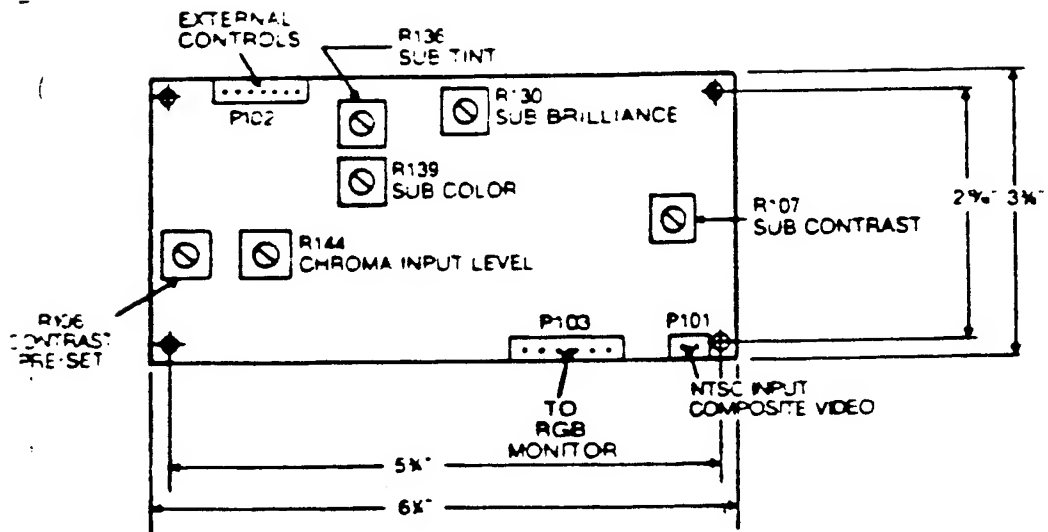 EXTERNAL
CONTROLS
P102
R136
SUB TINT
R130
SUB BRILLIANCE
R139
SUB COLOR
R107
SUB CONTRAST
R144
CHROMA INPUT LEVEL
CONTRAST
PRE-SET
P103
P101
TO
RGB
MONITOR
NTSC INPUT
COMPOSITE VIDEO